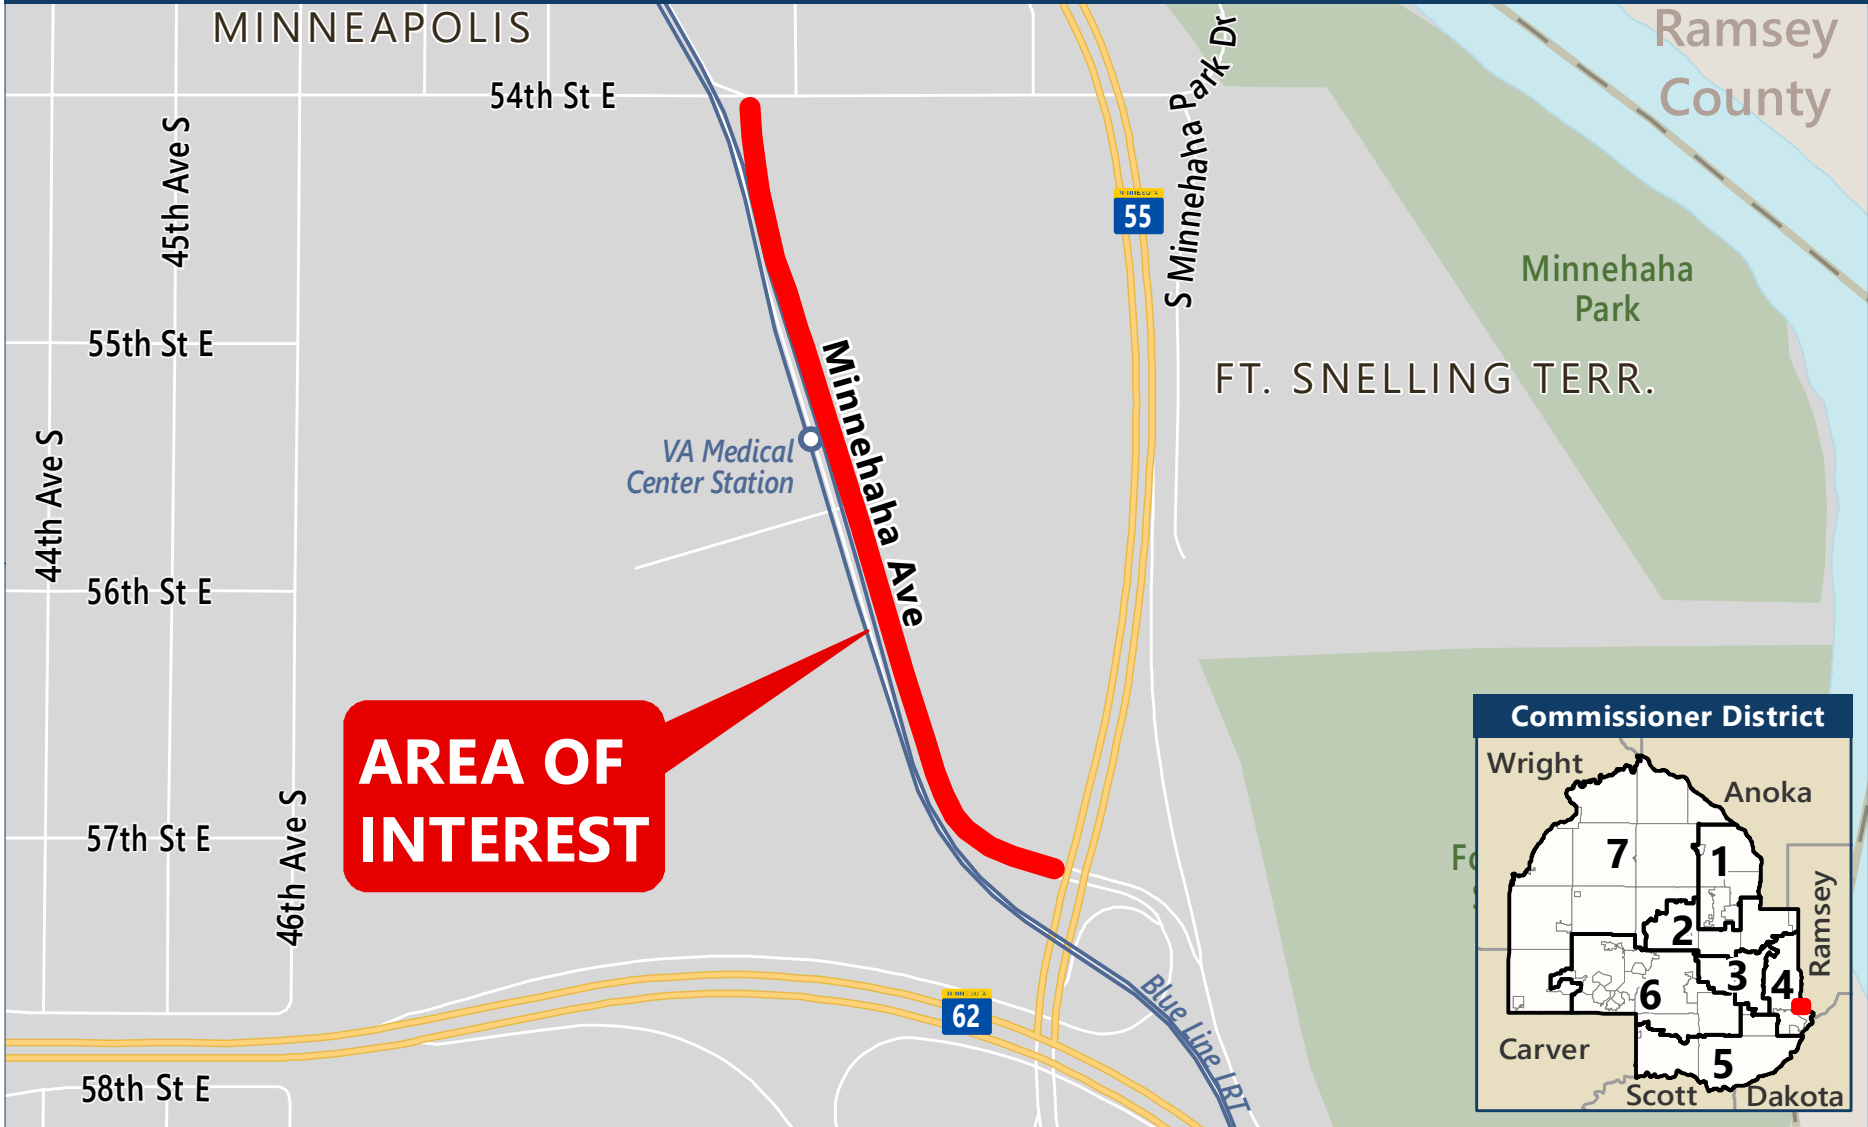 MINNEAPOLIS
Ramsey
County
54th St E
S Minnehaha Park Dr
45th Ave S
MINNESOTA
55
Minnehaha
Park
55th St E
FT. SNELLING TERR.
Minnehaha Ave
VA Medical
Center Station
44th Ave S
56th St E
AREA OF
INTEREST
57th St E
46th Ave S
MINNESOTA
62
Blue Line LRT
58th St E
Commissioner District
Wright
Anoka
7
1
2
Ramsey
3
4
6
Carver
5
Scott
Dakota